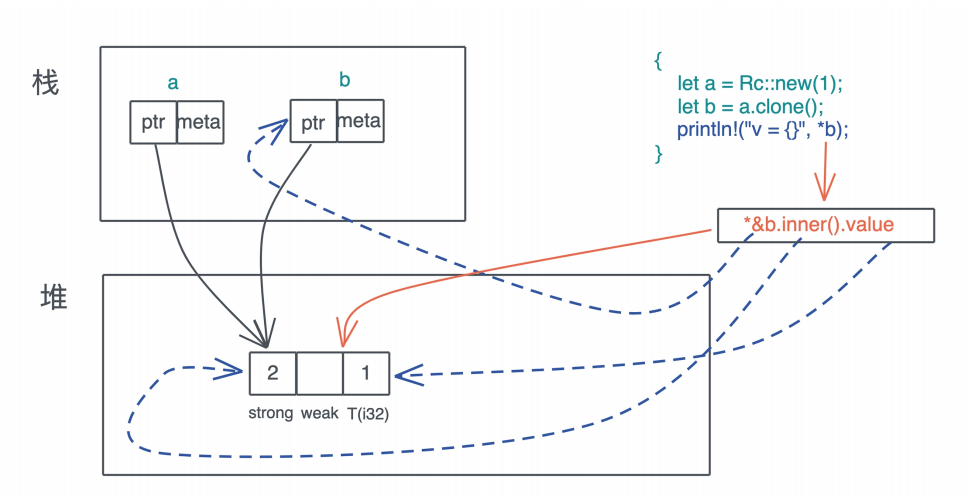 栈
a
b
ptr meta
ptr meta
{
let a = Rc::new(1);
let b = a.clone();
println!("v = {}", *b);
}
*&b.inner().value
堆
2 1
strong weak T(i32)